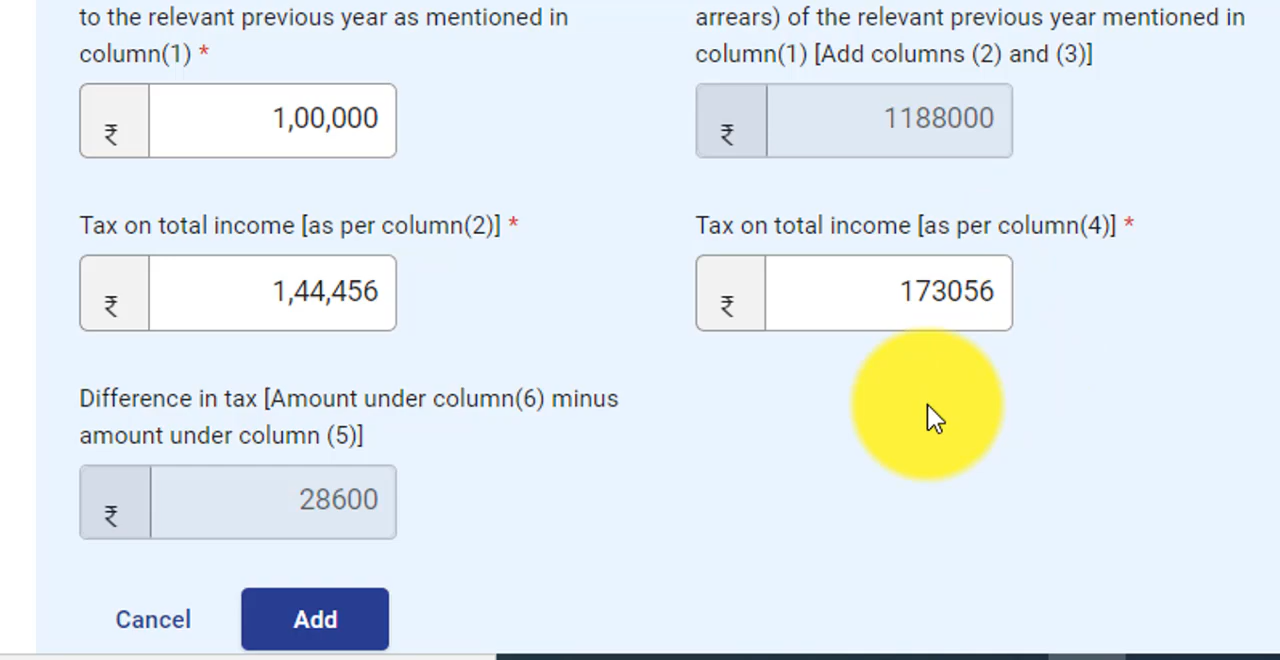 to the relevant previous year as mentioned in
column(1) *
₹ 1,00,000
arrears) of the relevant previous year mentioned in
column(1) [Add columns (2) and (3)]
₹ 1188000
Tax on total income [as per column(2)] *
₹ 1,44,456
Tax on total income [as per column(4)] *
₹ 173056
Difference in tax [Amount under column(6) minus
amount under column (5)]
₹ 28600
Cancel
Add